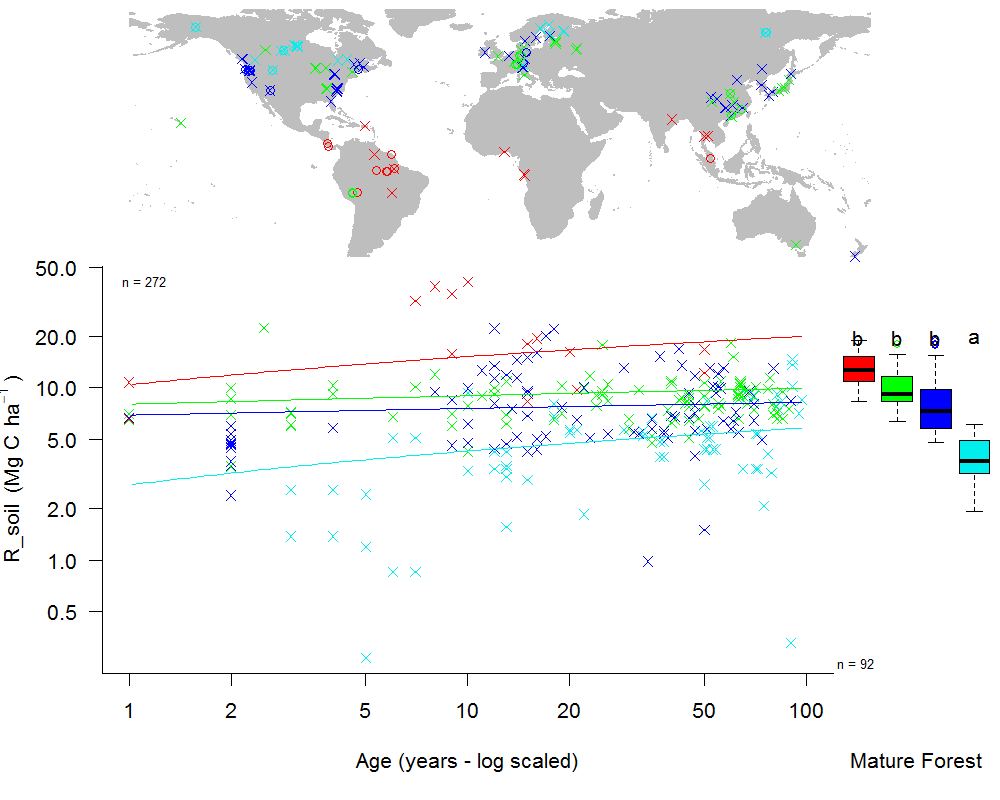 50.0
n = 272
20.0
b b b a
10.0
5.0
2.0
1.0
0.5
R_soil (Mg C ha⁻¹)
n = 92
1 2 5 10 20 50 100
Age (years - log scaled) Mature Forest